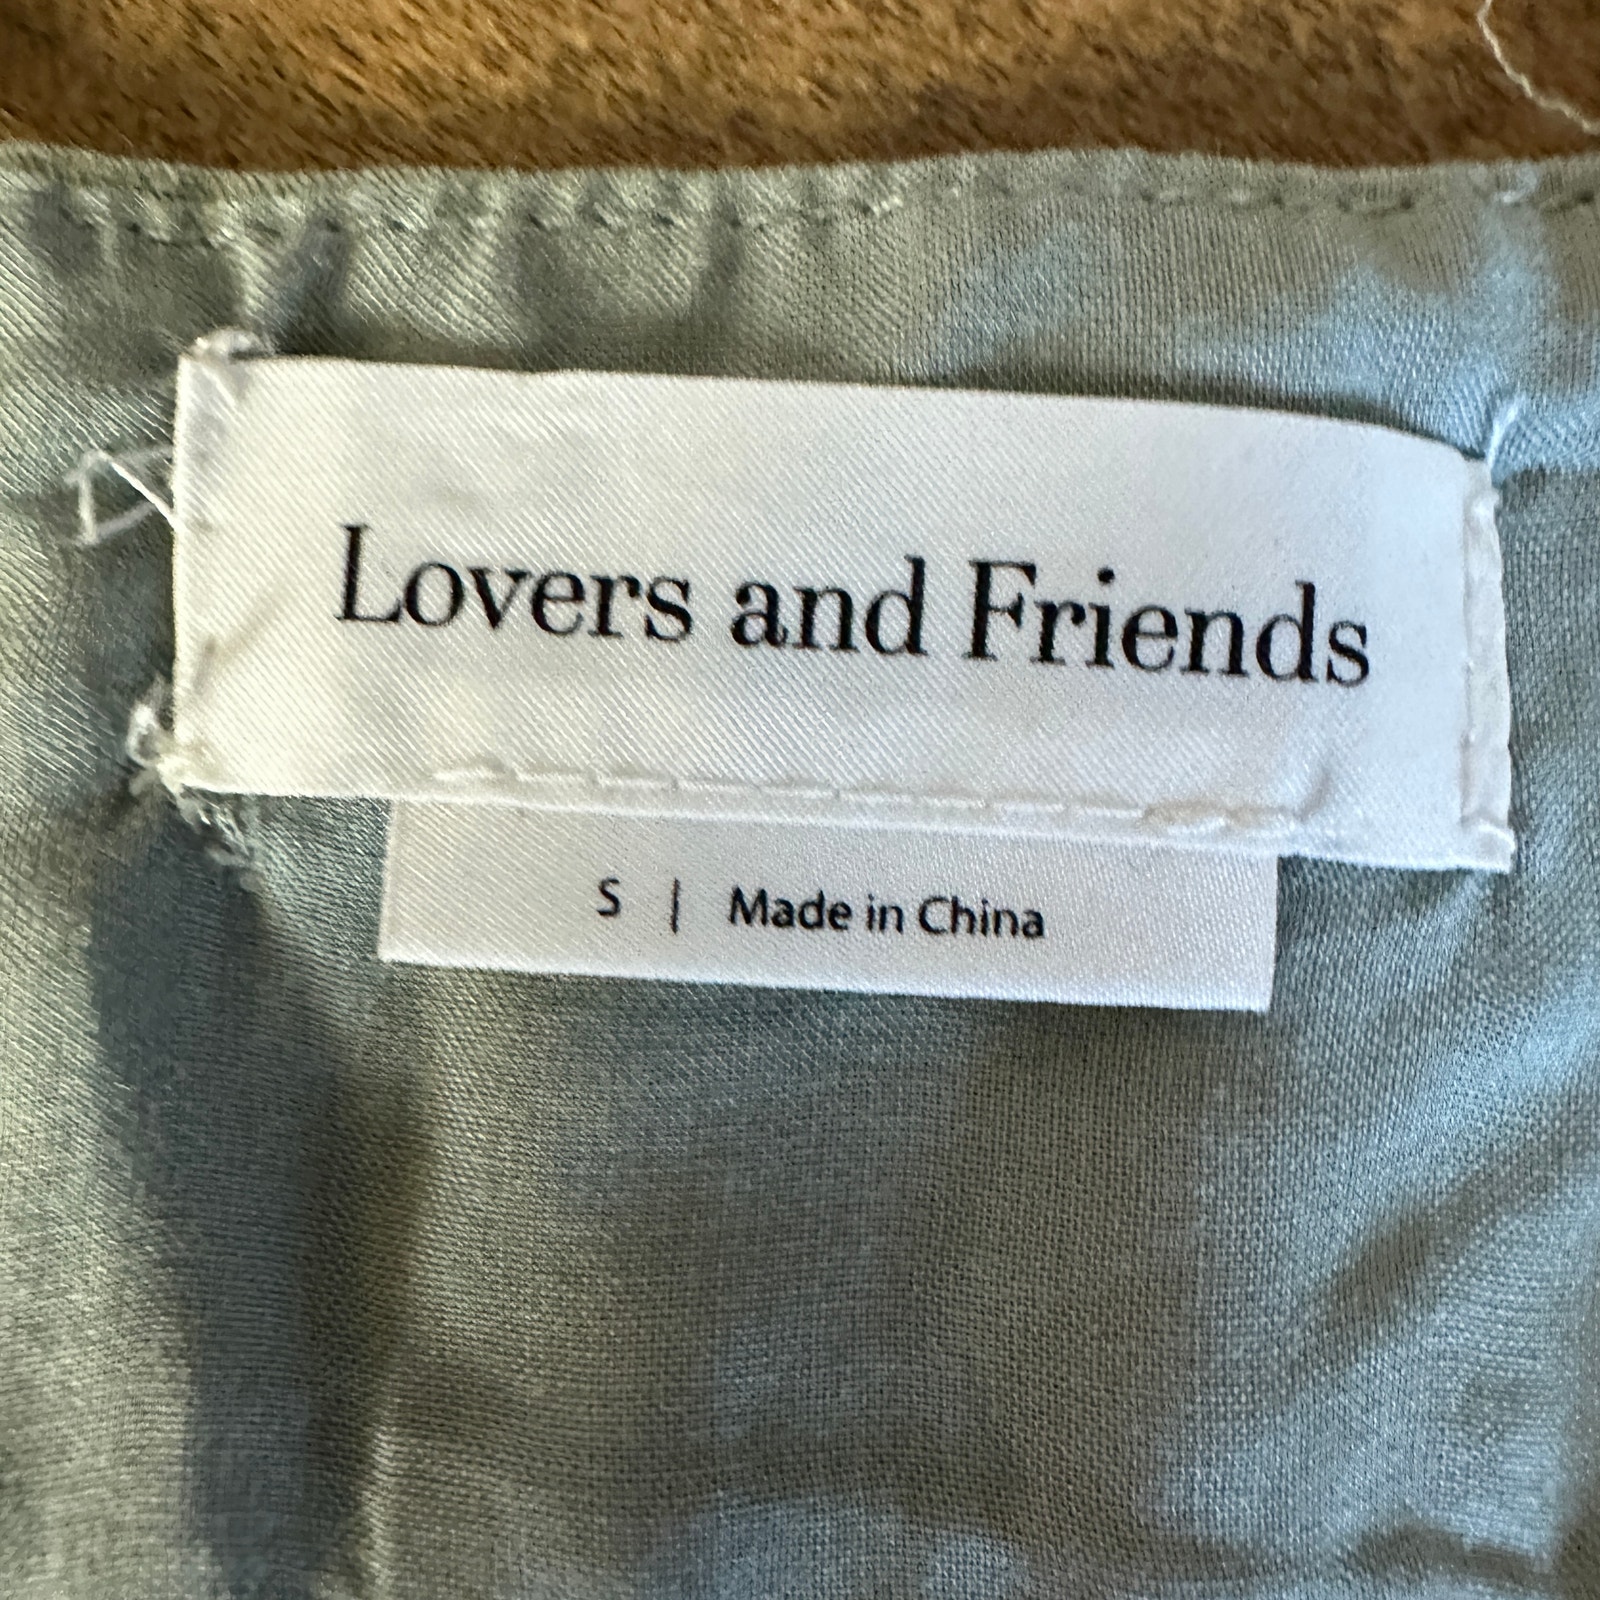 Lovers and Friends
S | Made in China